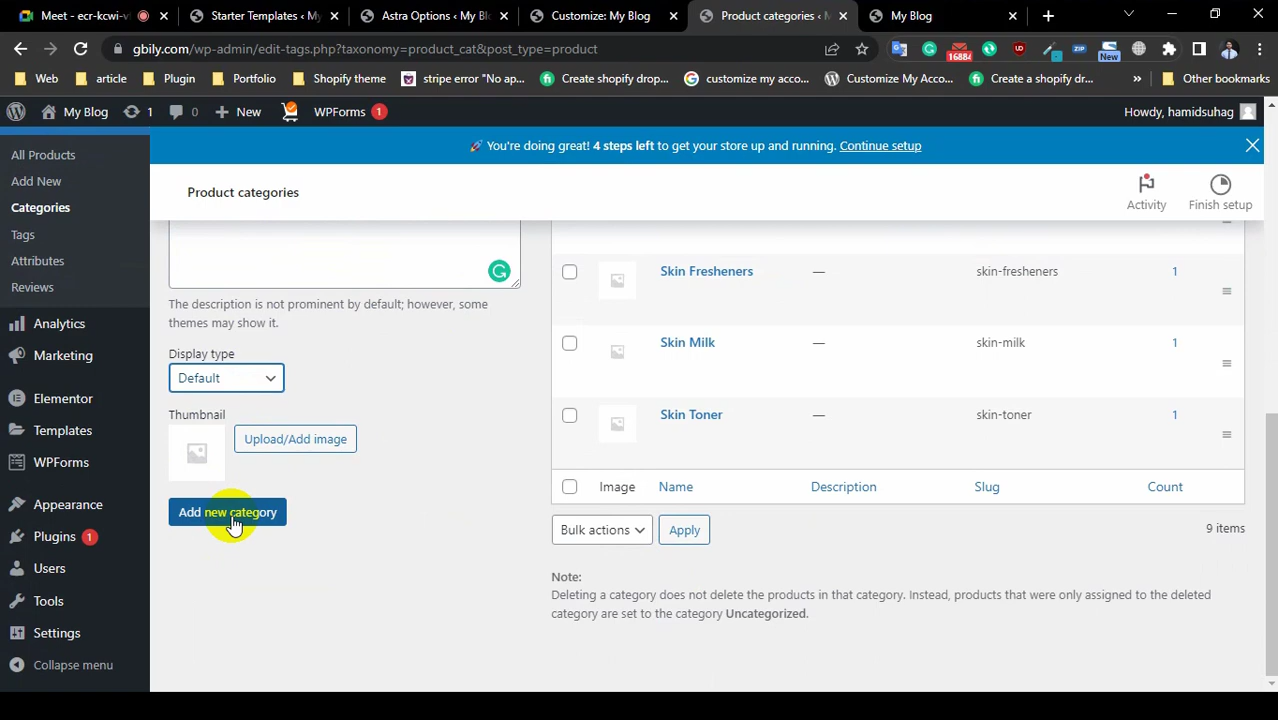 Meet - ecr-kcwi-v
Starter Templates ‹ My
Astra Options ‹ My Bl
Customize: My Blog
Product categories ‹
My Blog
gbily.com/wp-admin/edit-tags.php?taxonomy=product_cat&post_type=product
16884
New
Web
article
Plugin
Portfolio
Shopify theme
stripe error "No ap...
Create shopify drop...
customize my acco...
Customize My Acco...
Create a shopify dr...
»
Other bookmarks
My Blog
1
0
New
WPForms 1
Howdy, hamidsuhag
All Products
Add New
Categories
Tags
Attributes
Reviews
Analytics
Marketing
Elementor
Templates
WPForms
Appearance
Plugins 1
Users
Tools
Settings
Collapse menu
You're doing great! 4 steps left to get your store up and running. Continue setup
Product categories
Activity
Finish setup
The description is not prominent by default; however, some
themes may show it.
Display type
Default
Thumbnail
Upload/Add image
Add new category
Skin Fresheners — skin-fresheners 1
Skin Milk — skin-milk 1
Skin Toner — skin-toner 1
Image Name Description Slug Count
Bulk actions
Apply
9 items
Note:
Deleting a category does not delete the products in that category. Instead, products that were only assigned to the deleted
category are set to the category Uncategorized.